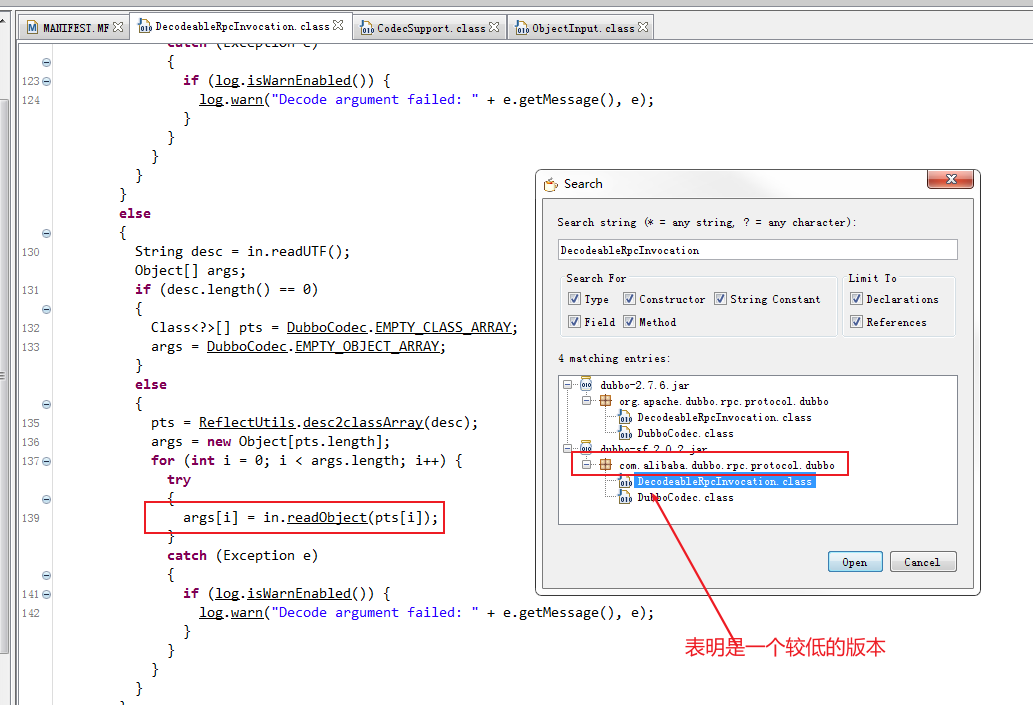 MANIFEST.MF
DecodeableRpcInvocation.class
CodecSupport.class
ObjectInput.class
catch (Exception e)
{
123 if (log.isWarnEnabled()) {
124 log.warn("Decode argument failed: " + e.getMessage(), e);
}
}
}
}
}
else
{
130 String desc = in.readUTF();
Object[] args;
131 if (desc.length() == 0)
{
132 Class<?>[] pts = DubboCodec.EMPTY_CLASS_ARRAY;
133 args = DubboCodec.EMPTY_OBJECT_ARRAY;
}
else
{
135 pts = ReflectUtils.desc2classArray(desc);
136 args = new Object[pts.length];
137 for (int i = 0; i < args.length; i++) {
try
{
139 args[i] = in.readObject(pts[i]);
}
catch (Exception e)
{
141 if (log.isWarnEnabled()) {
142 log.warn("Decode argument failed: " + e.getMessage(), e);
}
}
}
}
Search
Search string (* = any string, ? = any character):
DecodeableRpcInvocation
Search For
Type Constructor String Constant
Field Method
Limit To
Declarations
References
4 matching entries:
dubbo-2.7.6.jar
org.apache.dubbo.rpc.protocol.dubbo
DecodeableRpcInvocation.class
DubboCodec.class
dubbo-sf_2.0.2.jar
com.alibaba.dubbo.rpc.protocol.dubbo
DecodeableRpcInvocation.class
DubboCodec.class
Open Cancel
表明是一个较低的版本